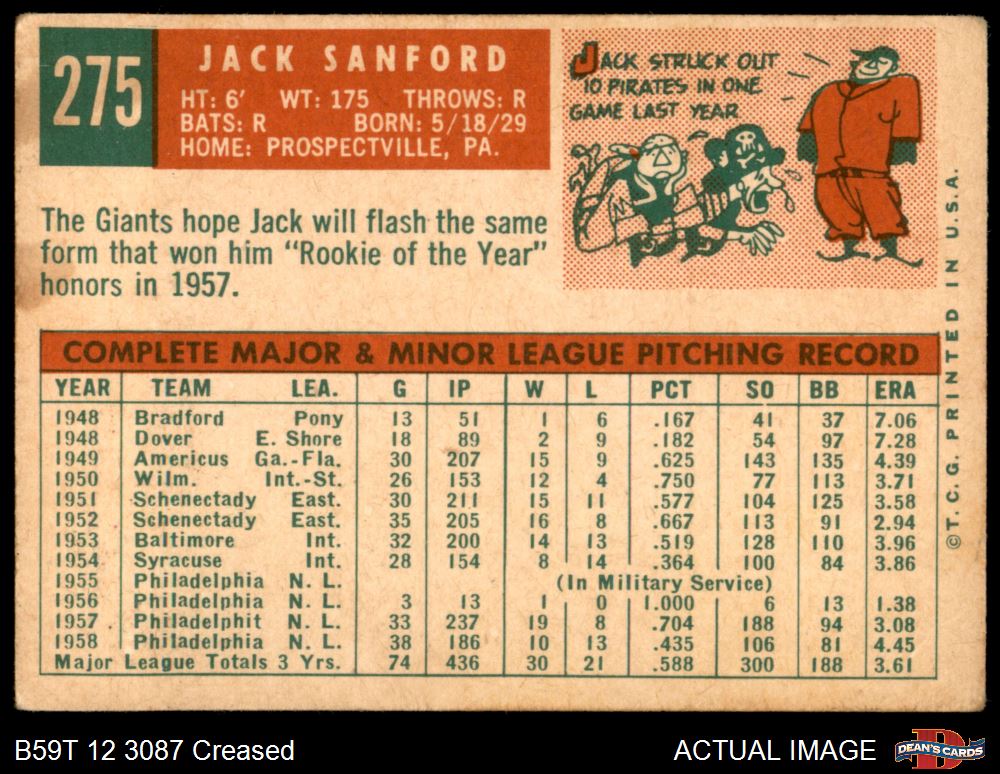 275
JACK SANFORD
HT: 6' WT: 175 THROWS: R
BATS: R BORN: 5/18/29
HOME: PROSPECTVILLE, PA.
JACK STRUCK OUT
10 PIRATES IN ONE
GAME LAST YEAR
The Giants hope Jack will flash the same
form that won him "Rookie of the Year"
honors in 1957.
COMPLETE MAJOR & MINOR LEAGUE PITCHING RECORD
YEAR TEAM LEA. G IP W L PCT SO BB ERA
1948 Bradford Pony 13 51 1 6 .167 41 37 7.06
1948 Dover E. Shore 18 89 2 9 .182 54 97 7.28
1949 Americus Ga.-Fla. 30 207 15 9 .625 143 135 4.39
1950 Wilm. Int.-St. 26 153 12 4 .750 77 113 3.71
1951 Schenectady East. 30 211 15 11 .577 104 125 3.58
1952 Schenectady East. 35 205 16 8 .667 113 91 2.94
1953 Baltimore Int. 32 200 14 13 .519 128 110 3.96
1954 Syracuse Int. 28 154 8 14 .364 100 84 3.86
1955 Philadelphia N. L. (In Military Service)
1956 Philadelphia N. L. 3 13 1 0 1.000 6 13 1.38
1957 Philadelphit N. L. 33 237 19 8 .704 188 94 3.08
1958 Philadelphia N. L. 38 186 10 13 .435 106 81 4.45
Major League Totals 3 Yrs. 74 436 30 21 .588 300 188 3.61
©T. C. G. PRINTED IN U.S.A.
B59T 12 3087 Creased
ACTUAL IMAGE
D
DEAN'S CARDS